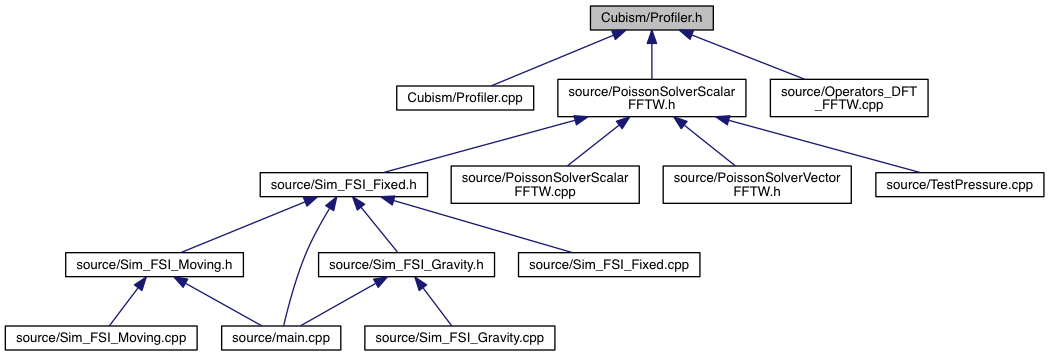 Cubism/Profiler.h
Cubism/Profiler.cpp
source/PoissonSolverScalar
FFTW.h
source/Operators_DFT
_FFTW.cpp
source/Sim_FSI_Fixed.h
source/PoissonSolverScalar
FFTW.cpp
source/PoissonSolverVector
FFTW.h
source/TestPressure.cpp
source/Sim_FSI_Moving.h
source/Sim_FSI_Gravity.h
source/Sim_FSI_Fixed.cpp
source/Sim_FSI_Moving.cpp
source/main.cpp
source/Sim_FSI_Gravity.cpp